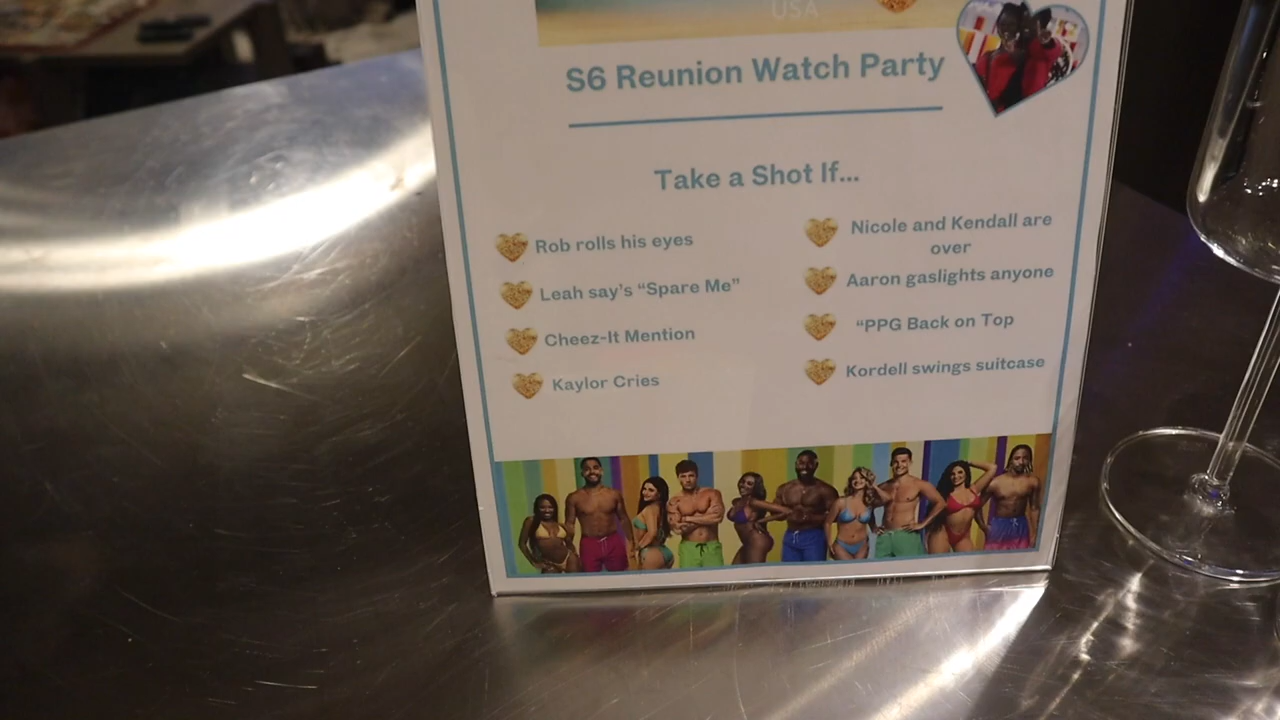 USA
S6 Reunion Watch Party
Take a Shot If...
Rob rolls his eyes
Leah say's “Spare Me”
Cheez-It Mention
Kaylor Cries
Nicole and Kendall are
over
Aaron gaslights anyone
“PPG Back on Top
Kordell swings suitcase